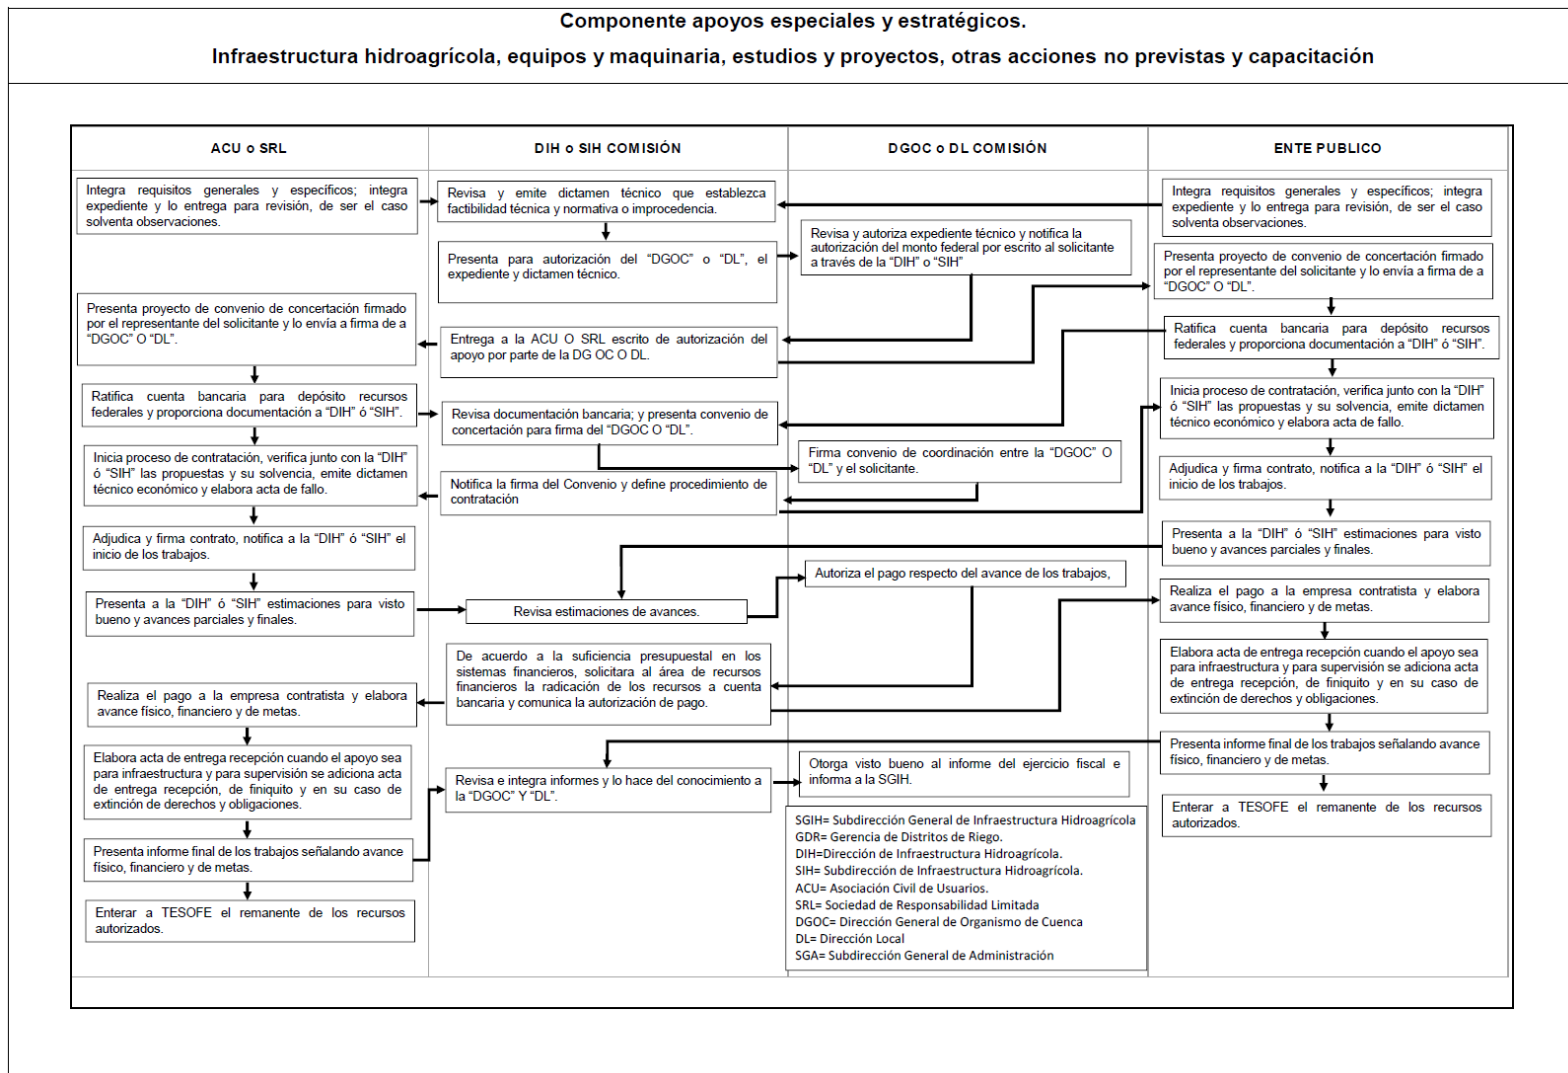 Componente apoyos especiales y estratégicos.
Infraestructura hidroagrícola, equipos y maquinaria, estudios y proyectos, otras acciones no previstas y capacitación
ACU o SRL
DIH o SIH COMISIÓN
DGOC o DL COMISIÓN
ENTE PUBLICO
Integra requisitos generales y específicos; integra
expediente y lo entrega para revisión, de ser el caso
solventa observaciones.
Presenta proyecto de convenio de concertación firmado
por el representante del solicitante y lo envía a firma de a
“DGOC” O “DL”.
Ratifica cuenta bancaria para depósito recursos
federales y proporciona documentación a “DIH” ó “SIH”.
Inicia proceso de contratación, verifica junto con la “DIH”
ó “SIH” las propuestas y su solvencia, emite dictamen
técnico económico y elabora acta de fallo.
Adjudica y firma contrato, notifica a la “DIH” ó “SIH” el
inicio de los trabajos.
Presenta a la “DIH” ó “SIH” estimaciones para visto
bueno y avances parciales y finales.
Realiza el pago a la empresa contratista y elabora
avance físico, financiero y de metas.
Elabora acta de entrega recepción cuando el apoyo sea
para infraestructura y para supervisión se adiciona acta
de entrega recepción, de finiquito y en su caso de
extinción de derechos y obligaciones.
Presenta informe final de los trabajos señalando avance
físico, financiero y de metas.
Enterar a TESOFE el remanente de los recursos
autorizados.
Revisa y emite dictamen técnico que establezca
factibilidad técnica y normativa o improcedencia.
Presenta para autorización del “DGOC” o “DL”, el
expediente y dictamen técnico.
Entrega a la ACU O SRL escrito de autorización del
apoyo por parte de la DG OC O DL.
Revisa documentación bancaria; y presenta convenio de
concertación para firma del “DGOC O “DL”.
Notifica la firma del Convenio y define procedimiento de
contratación
Revisa estimaciones de avances.
De acuerdo a la suficiencia presupuestal en los
sistemas financieros, solicitara al área de recursos
financieros la radicación de los recursos a cuenta
bancaria y comunica la autorización de pago.
Revisa e integra informes y lo hace del conocimiento a
la “DGOC” Y “DL”.
Revisa y autoriza expediente técnico y notifica la
autorización del monto federal por escrito al solicitante
a través de la “DIH” o “SIH”
Firma convenio de coordinación entre la “DGOC” O
“DL” y el solicitante.
Autoriza el pago respecto del avance de los trabajos,
Otorga visto bueno al informe del ejercicio fiscal e
informa a la SGIH.
SGIH= Subdirección General de Infraestructura Hidroagrícola
GDR= Gerencia de Distritos de Riego.
DIH=Dirección de Infraestructura Hidroagrícola.
SIH= Subdirección de Infraestructura Hidroagrícola.
ACU= Asociación Civil de Usuarios.
SRL= Sociedad de Responsabilidad Limitada
DGOC= Dirección General de Organismo de Cuenca
DL= Dirección Local
SGA= Subdirección General de Administración
Integra requisitos generales y específicos; integra
expediente y lo entrega para revisión, de ser el caso
solventa observaciones.
Presenta proyecto de convenio de concertación firmado
por el representante del solicitante y lo envía a firma de a
“DGOC” O “DL”.
Ratifica cuenta bancaria para depósito recursos
federales y proporciona documentación a “DIH” ó “SIH”.
Inicia proceso de contratación, verifica junto con la “DIH”
ó “SIH” las propuestas y su solvencia, emite dictamen
técnico económico y elabora acta de fallo.
Adjudica y firma contrato, notifica a la “DIH” ó “SIH” el
inicio de los trabajos.
Presenta a la “DIH” ó “SIH” estimaciones para visto
bueno y avances parciales y finales.
Realiza el pago a la empresa contratista y elabora
avance físico, financiero y de metas.
Elabora acta de entrega recepción cuando el apoyo sea
para infraestructura y para supervisión se adiciona acta
de entrega recepción, de finiquito y en su caso de
extinción de derechos y obligaciones.
Presenta informe final de los trabajos señalando avance
físico, financiero y de metas.
Enterar a TESOFE el remanente de los recursos
autorizados.